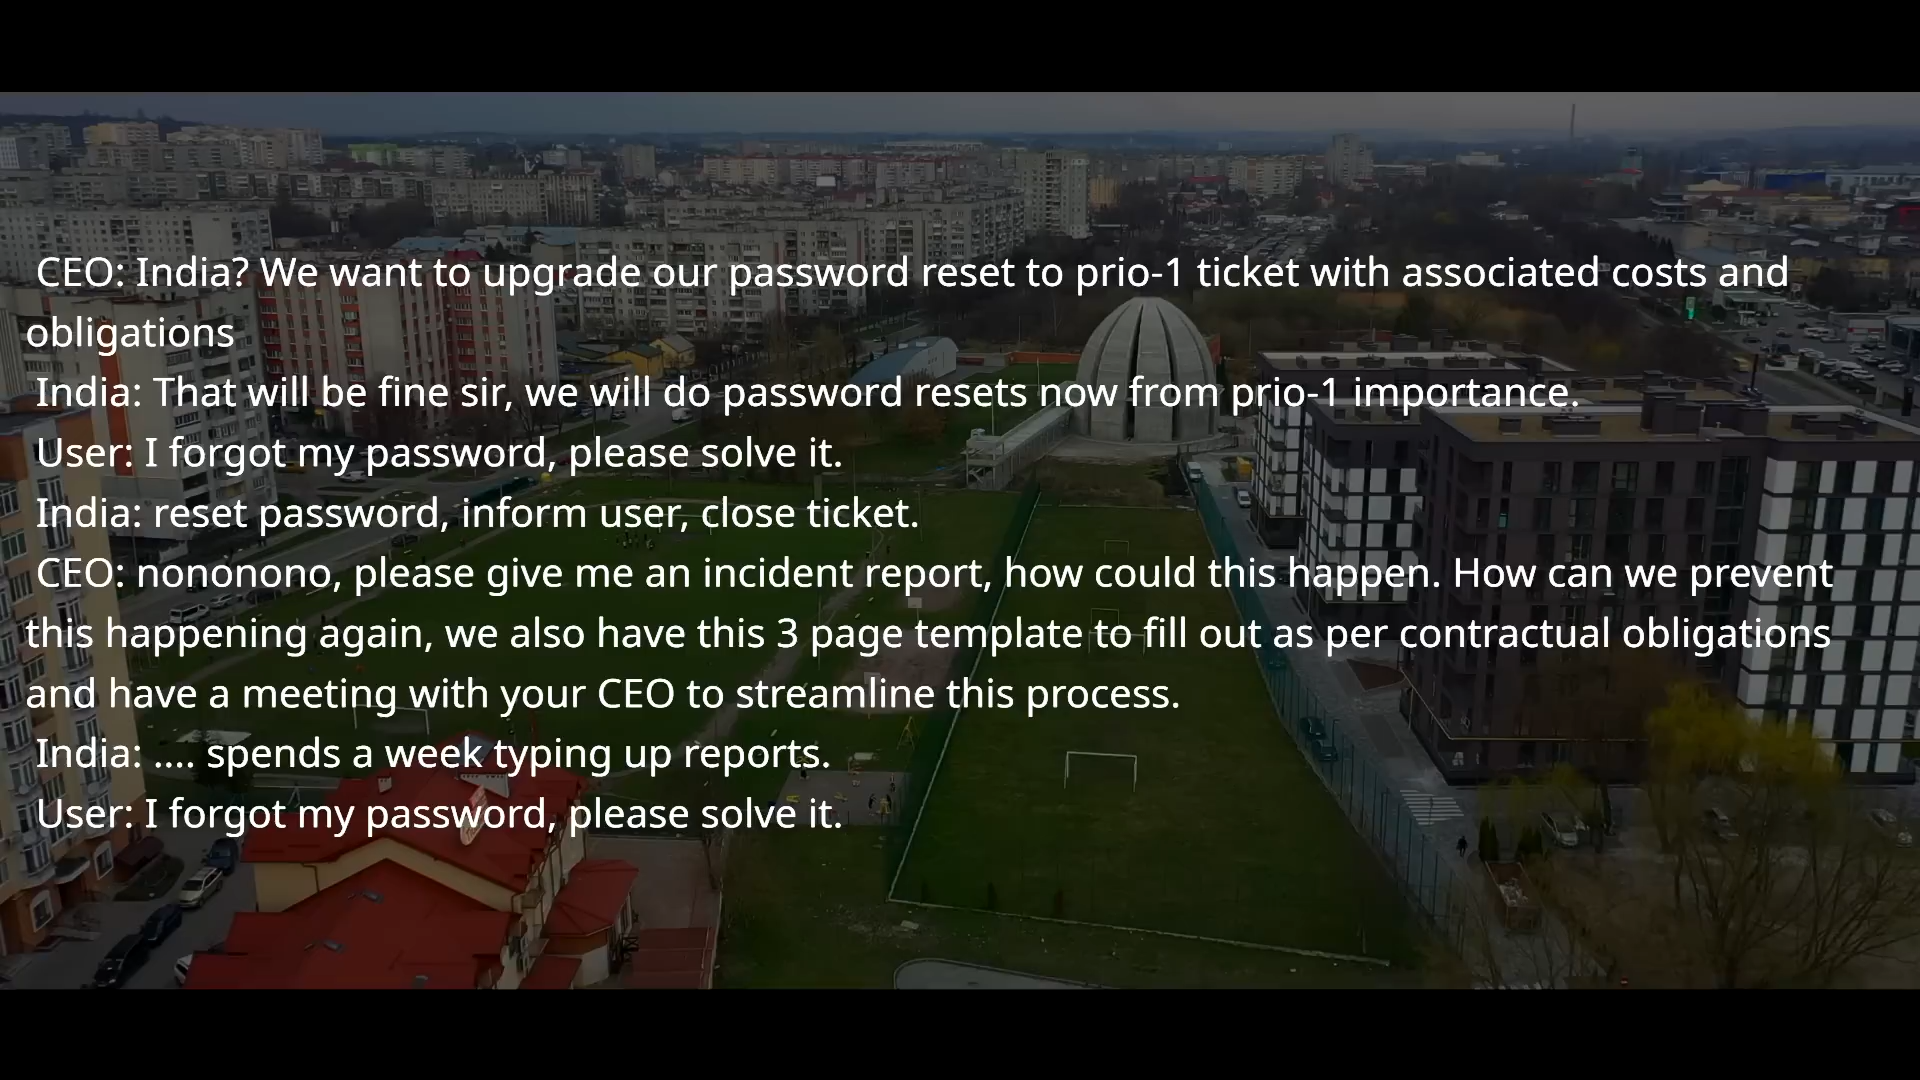 CEO: India? We want to upgrade our password reset to prio-1 ticket with associated costs and
obligations
India: That will be fine sir, we will do password resets now from prio-1 importance.
User: I forgot my password, please solve it.
India: reset password, inform user, close ticket.
CEO: nononono, please give me an incident report, how could this happen. How can we prevent
this happening again, we also have this 3 page template to fill out as per contractual obligations
and have a meeting with your CEO to streamline this process.
India: .... spends a week typing up reports.
User: I forgot my password, please solve it.